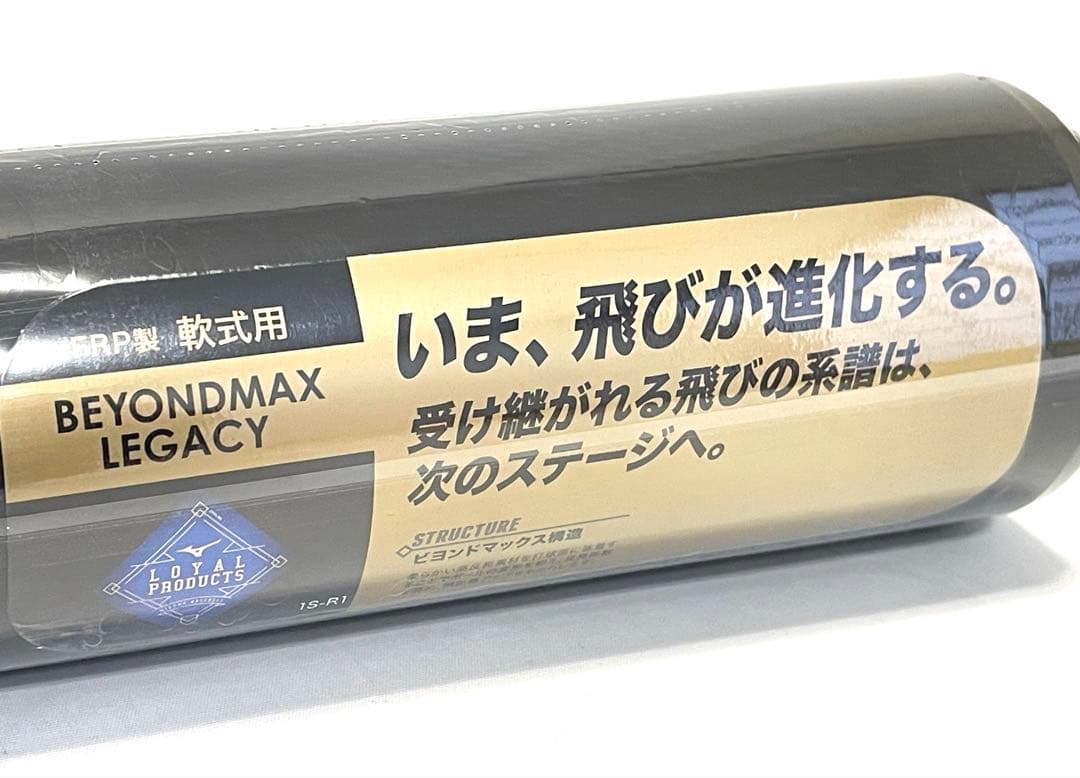 FRP製 軟式用
BEYONDMAX
LEGACY
LOYAL
PRODUCTS
1S-R1
いま、飛びが進化する。
受け継がれる飛びの系譜は、
次のステージへ。
STRUCTURE
ビヨンドマックス構造